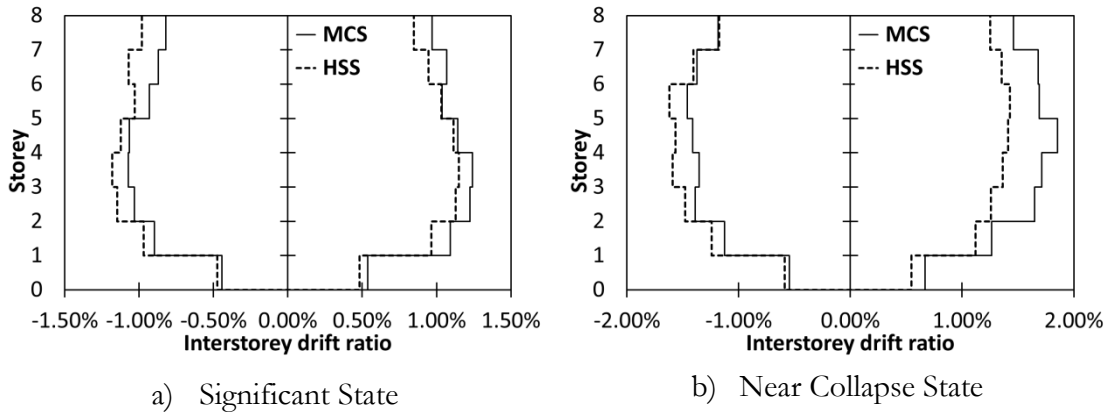 8
7
6
5
4
3
2
1
0
Storey
MCS
HSS
-1.50% -1.00% -0.50% 0.00% 0.50% 1.00% 1.50%
Interstorey drift ratio
a) Significant State
8
7
6
5
4
3
2
1
0
Storey
MCS
HSS
-2.00% -1.00% 0.00% 1.00% 2.00%
Interstorey drift ratio
b) Near Collapse State